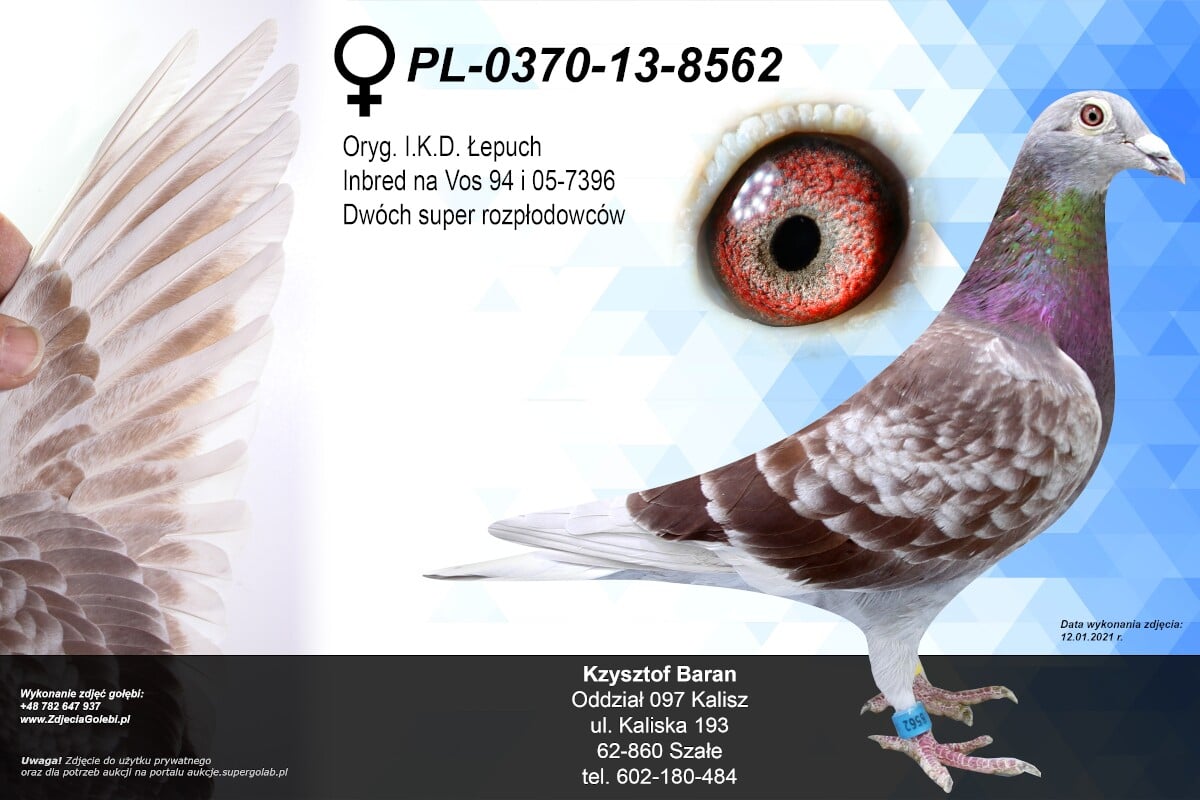 PL-0370-13-8562
Oryg. I.K.D. Łepuch
Inbred na Vos 94 i 05-7396
Dwóch super rozpłodowców
Data wykonania zdjęcia:
12.01.2021 r.
Krzysztof Baran
Oddział 097 Kalisz
ul. Kaliska 193
62-860 Szałe
tel. 602-180-484
Wykonanie zdjęć gołębi:
+48 782 647 937
www.ZdjeciaGolebi.pl
Uwaga! Zdjęcie do użytku prywatnego
oraz dla potrzeb aukcji na portalu aukcje.supergolab.pl
8562